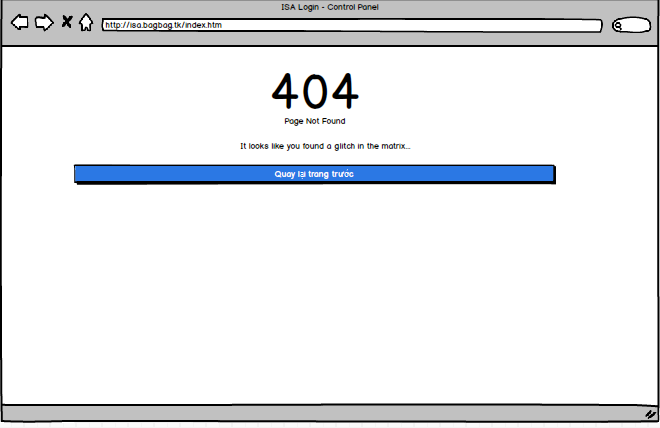 ISA Login - Control Panel
http://isa.bagbag.tk/index.htm
404
Page Not Found
It looks like you found a glitch in the matrix...
Quay lại trang trước